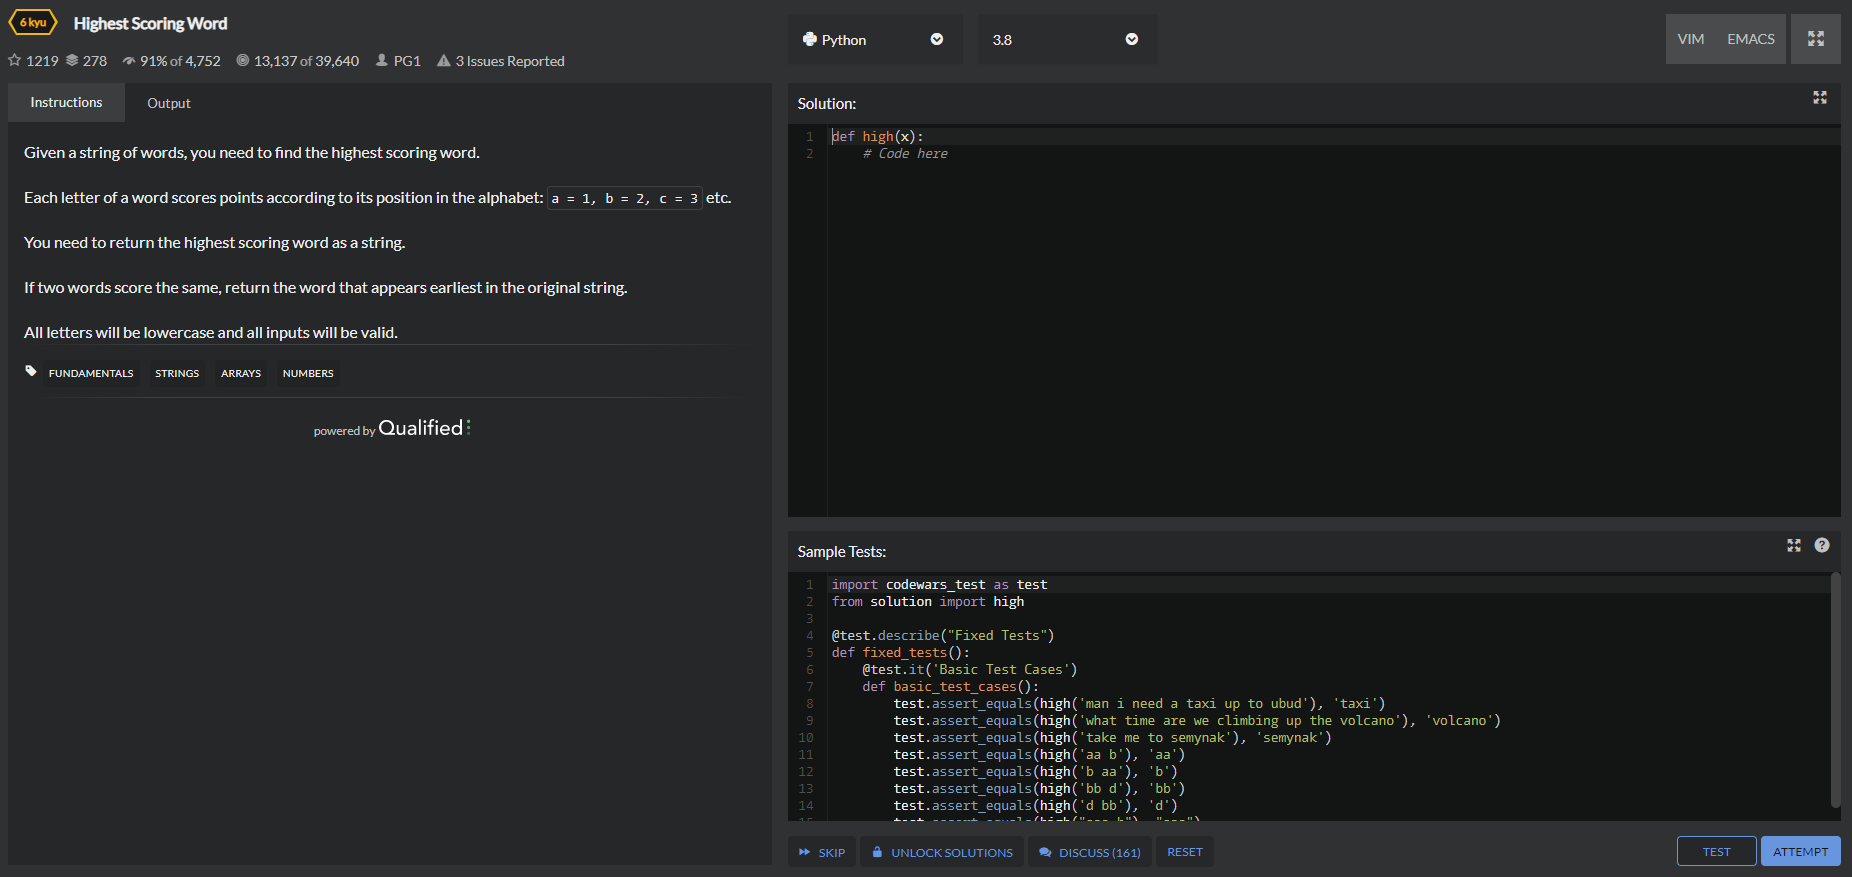 6 kyu Highest Scoring Word
1219 278 91% of 4,752 13,137 of 39,640 PG1 3 Issues Reported
Python
3.8
VIM EMACS
Instructions Output
Given a string of words, you need to find the highest scoring word.
Each letter of a word scores points according to its position in the alphabet: a = 1, b = 2, c = 3 etc.
You need to return the highest scoring word as a string.
If two words score the same, return the word that appears earliest in the original string.
All letters will be lowercase and all inputs will be valid.
FUNDAMENTALS STRINGS ARRAYS NUMBERS
powered by Qualified
Solution:
1 def high(x):
2 # Code here
Sample Tests:
1 import codewars_test as test
2 from solution import high
3
4 @test.describe("Fixed Tests")
5 def fixed_tests():
6 @test.it('Basic Test Cases')
7 def basic_test_cases():
8 test.assert_equals(high('man i need a taxi up to ubud'), 'taxi')
9 test.assert_equals(high('what time are we climbing up the volcano'), 'volcano')
10 test.assert_equals(high('take me to semynak'), 'semynak')
11 test.assert_equals(high('aa b'), 'aa')
12 test.assert_equals(high('b aa'), 'b')
13 test.assert_equals(high('bb d'), 'bb')
14 test.assert_equals(high('d bb'), 'd')
SKIP UNLOCK SOLUTIONS DISCUSS (161) RESET
TEST ATTEMPT